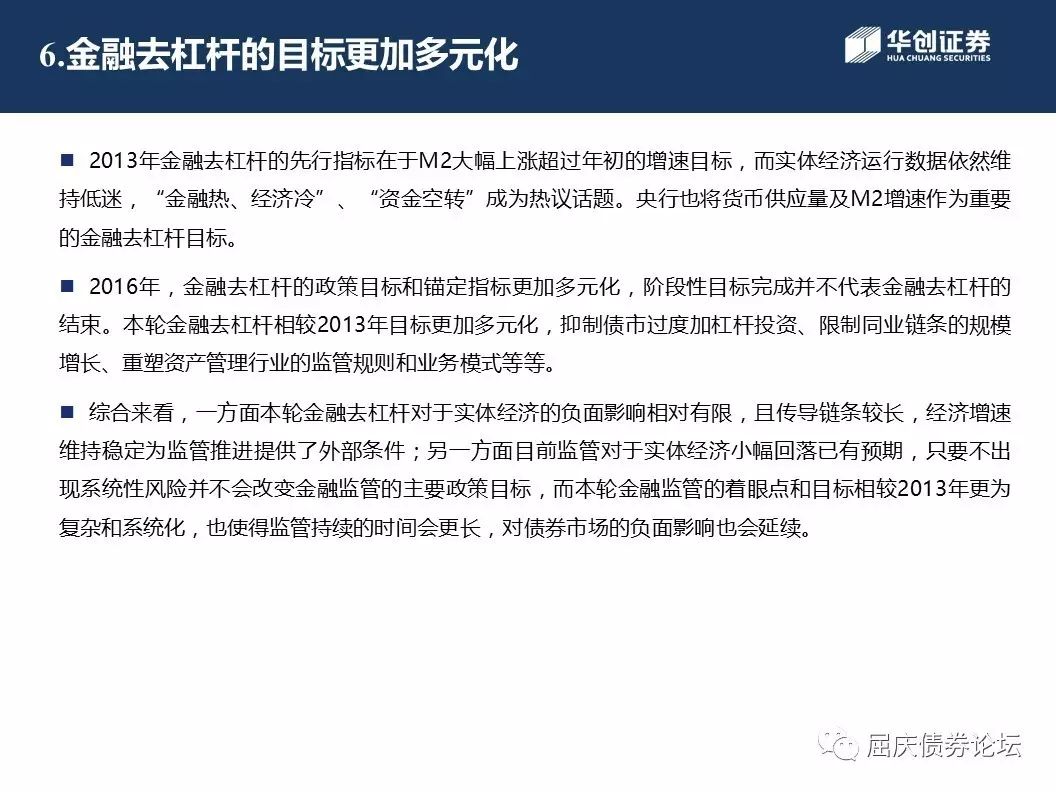 6.金融去杠杆的目标更加多元化
华创证券
HUA CHUANG SECURITIES
■ 2013年金融去杠杆的先行指标在于M2大幅上涨超过年初的增速目标，而实体经济运行数据依然维
持低迷，“金融热、经济冷”、“资金空转”成为热议话题。央行也将货币供应量及M2增速作为重要
的金融去杠杆目标。
■ 2016年，金融去杠杆的政策目标和锚定指标更加多元化，阶段性目标完成并不代表金融去杠杆的
结束。本轮金融去杠杆相较2013年目标更加多元化，抑制债市过度加杠杆投资、限制同业链条的规模
增长、重塑资产管理行业的监管规则和业务模式等等。
■ 综合来看，一方面本轮金融去杠杆对于实体经济的负面影响相对有限，且传导链条较长，经济增速
维持稳定为监管推进提供了外部条件；另一方面目前监管对于实体经济小幅回落已有预期，只要不出
现系统性风险并不会改变金融监管的主要政策目标，而本轮金融监管的着眼点和目标相较2013年更为
复杂和系统化，也使得监管持续的时间会更长，对债券市场的负面影响也会延续。
屈庆债券论坛